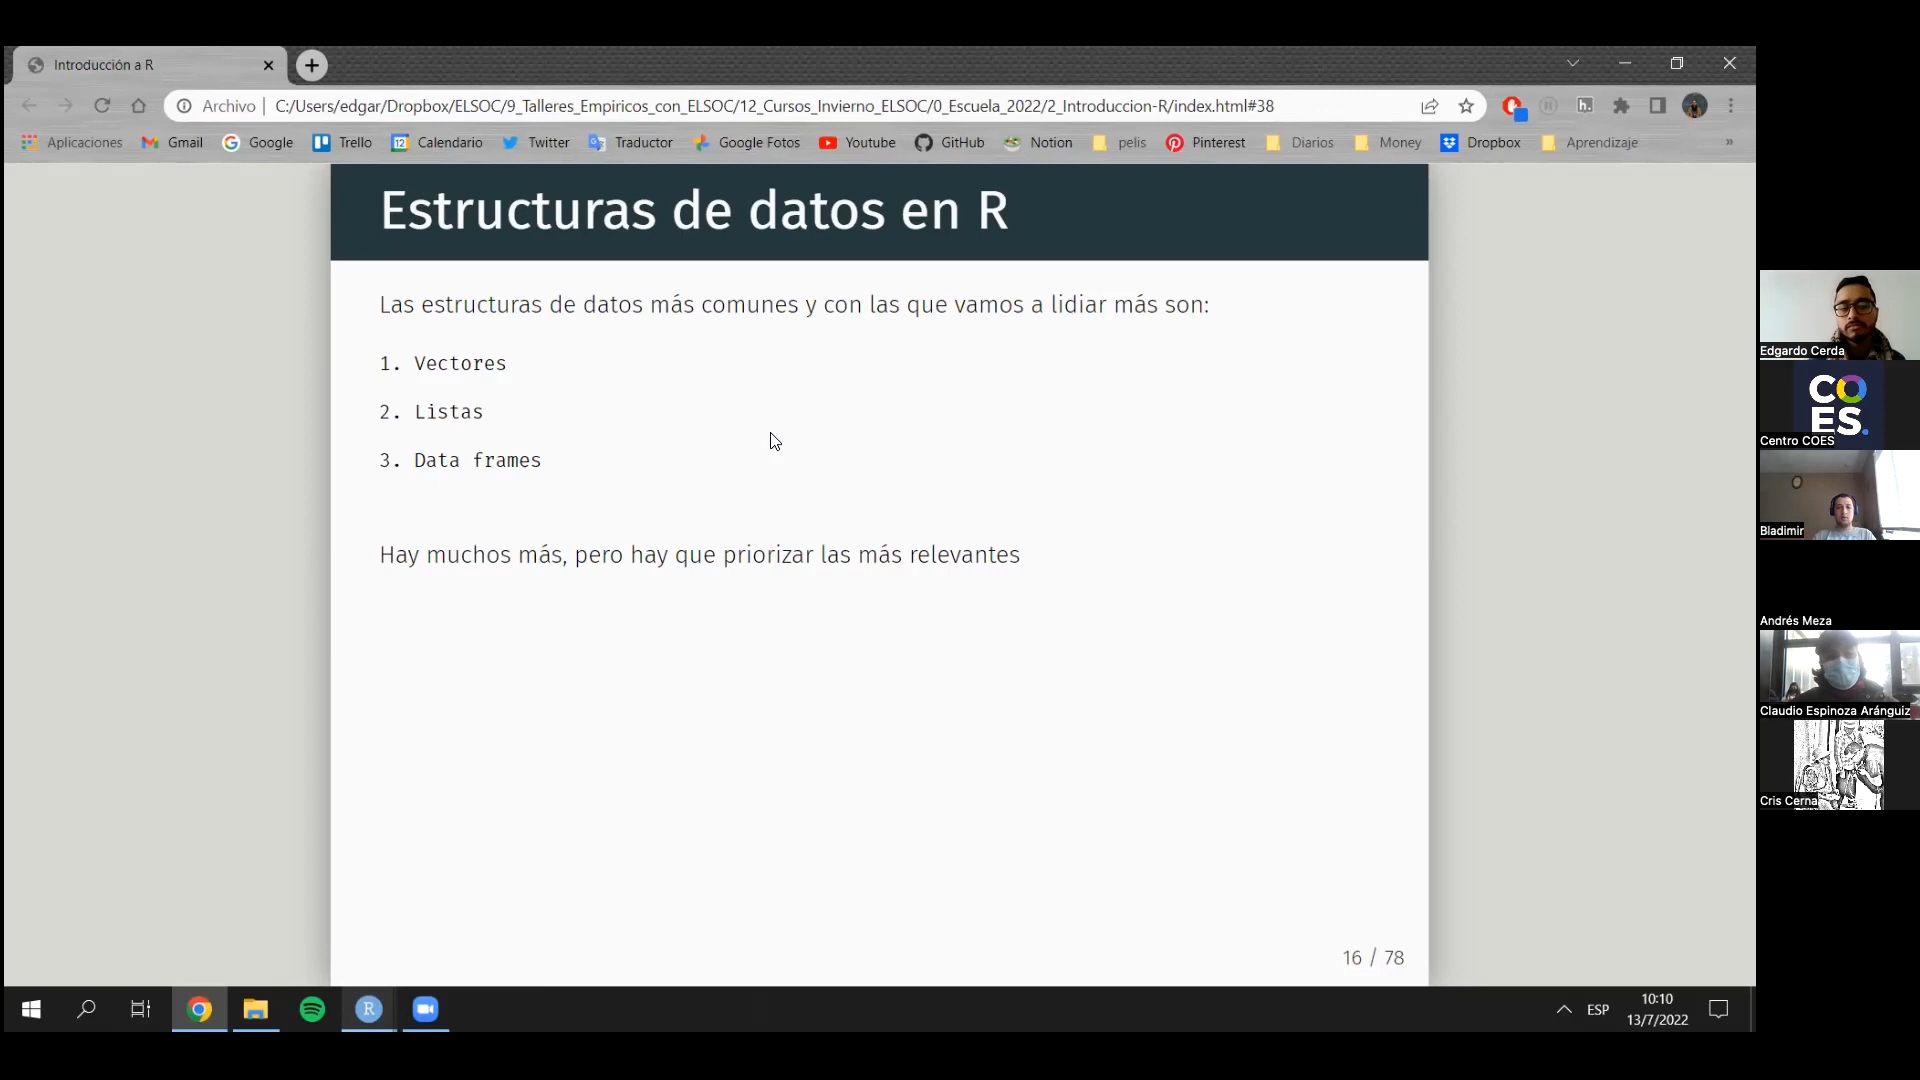 Introducción a R
Archivo | C:/Users/edgar/Dropbox/ELSOC/9_Talleres_Empiricos_con_ELSOC/12_Cursos_Invierno_ELSOC/0_Escuela_2022/2_Introduccion-R/index.html#38
h.
Aplicaciones Gmail Google Trello 12 Calendario Twitter Traductor Google Fotos Youtube GitHub Notion pelis Pinterest Diarios Money Dropbox Aprendizaje »
Estructuras de datos en R
Las estructuras de datos más comunes y con las que vamos a lidiar más son:
1. Vectores
2. Listas
3. Data frames
Hay muchos más, pero hay que priorizar las más relevantes
16 / 78
Edgardo Cerda
CO
ES.
Centro COES
Bladimir
Andrés Meza
Claudio Espinoza Aránguiz
Cris Cerna
R
ESP
10:10
13/7/2022